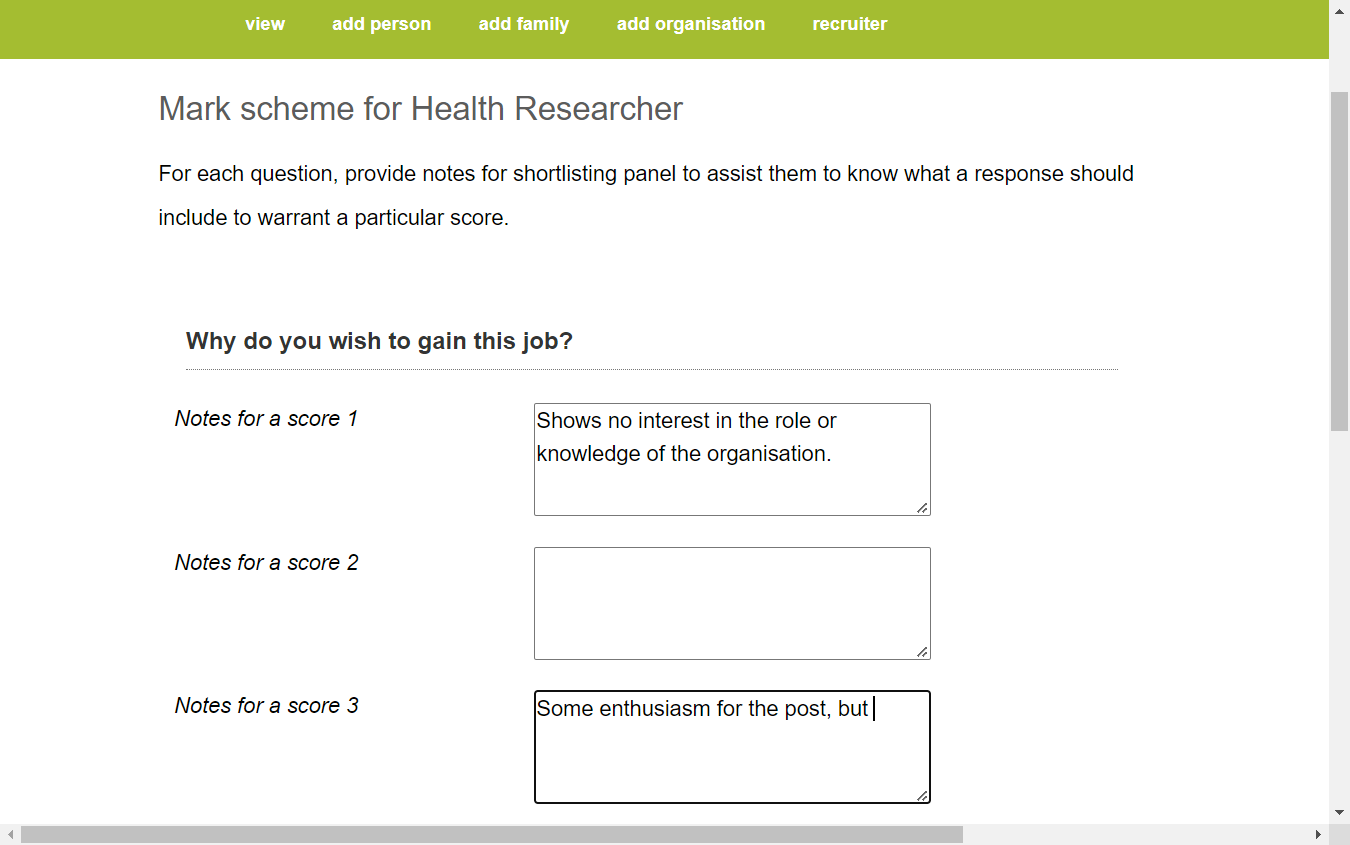 view add person add family add organisation recruiter
Mark scheme for Health Researcher
For each question, provide notes for shortlisting panel to assist them to know what a response should
include to warrant a particular score.
Why do you wish to gain this job?
Notes for a score 1
Shows no interest in the role or
knowledge of the organisation.
Notes for a score 2
Notes for a score 3
Some enthusiasm for the post, but